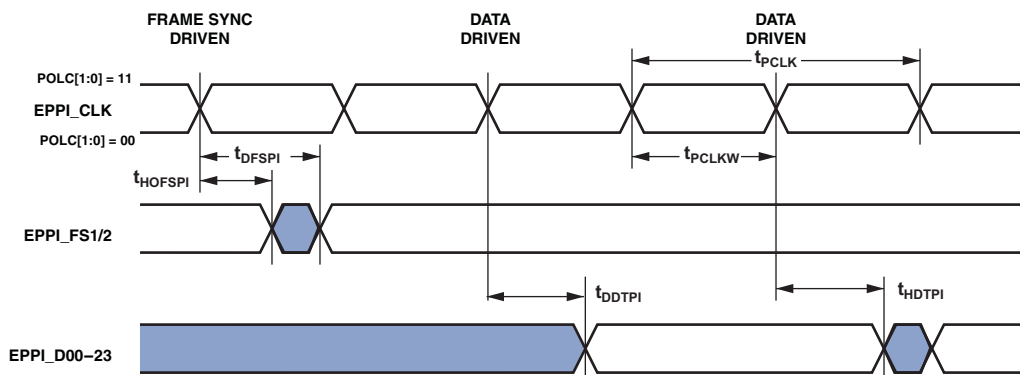 FRAME SYNC
DRIVEN
DATA
DRIVEN
DATA
DRIVEN
tPCLK
POLC[1:0] = 11
EPPI_CLK
POLC[1:0] = 00
tDFSPI
tPCLKW
tHOFSPI
EPPI_FS1/2
tDDTPI
tHDTPI
EPPI_D00–23